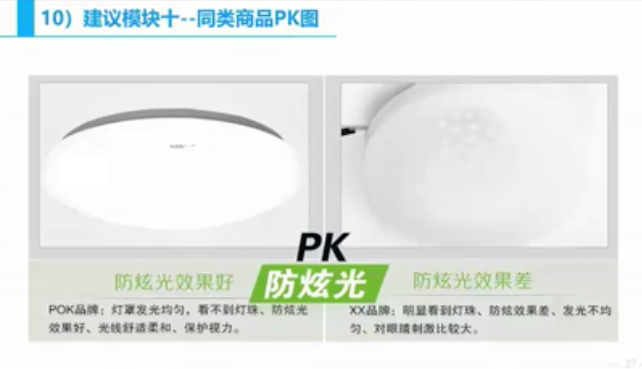 10）建议模块十--同类商品PK图
PK
防炫光
防炫光效果好
POK品牌：灯罩发光均匀，看不到灯珠、防炫光
效果好、光线舒适柔和、保护视力。
防炫光效果差
XX品牌：明显看到灯珠、防炫效果差、发光不均
匀、对眼睛刺激比较大。
27